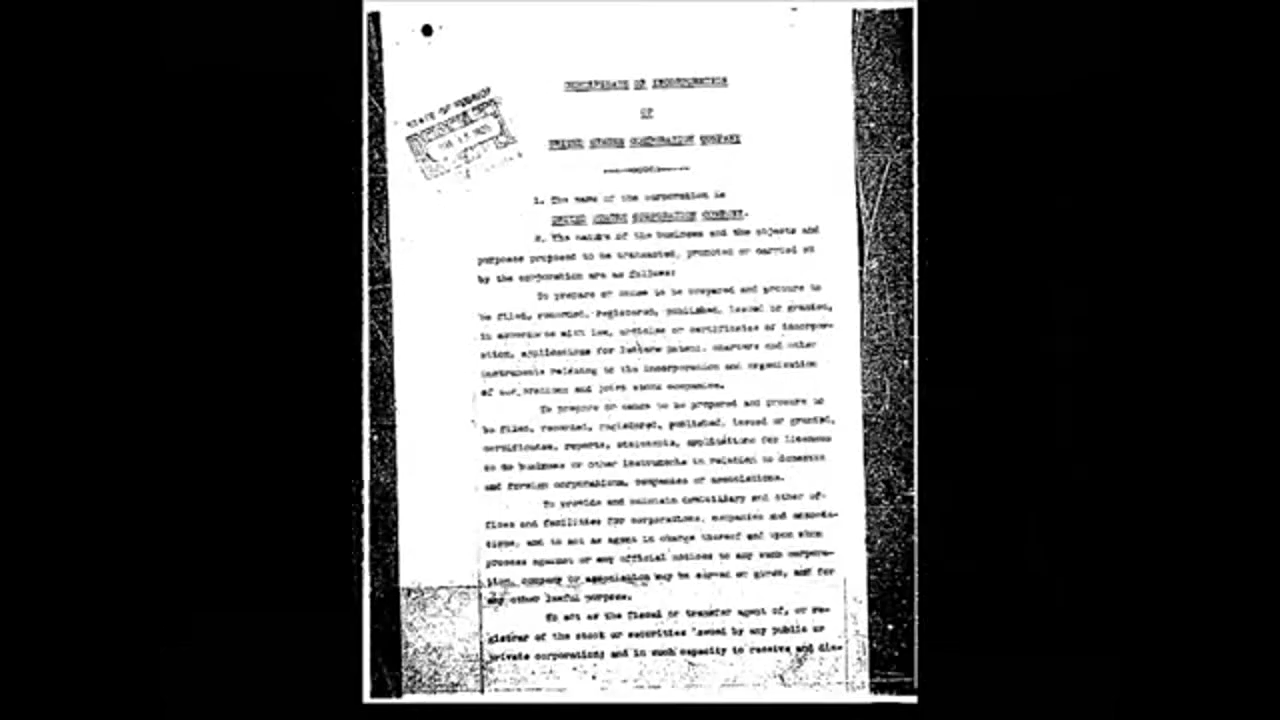 CERTIFICATE OF INCORPORATION
OF
UNITED STATES CORPORATION COMPANY
1. The name of the corporation is
UNITED STATES CORPORATION COMPANY.
2. The nature of the business and the objects and
purposes proposed to be transacted, promoted or carried on
by the corporation are as follows:
To prepare or cause to be prepared and procure to
be filed, recorded, registered, published, issued or granted,
in accordance with law, articles or certificates of incorpor-
ation, applications for letters patent, charters and other
instruments relating to the incorporation and organization
of corporations and joint stock companies.
To prepare or cause to be prepared and procure to
be filed, recorded, registered, published, issued or granted,
certificates, reports, statements, applications for licenses
to do business or other instruments in relation to domestic
and foreign corporations, companies or associations.
To provide and maintain domiciliary and other of-
fices and facilities for corporations, companies and associa-
tions, and to act as agent in charge thereof and upon whom
process against or any official notices to any such corpora-
tion, company or association may be served or given, and for
any other lawful purpose.
To act as the fiscal or transfer agent of, or re-
gistrar of the stock or securities issued by any public or
private corporation; and in such capacity to receive and dis-